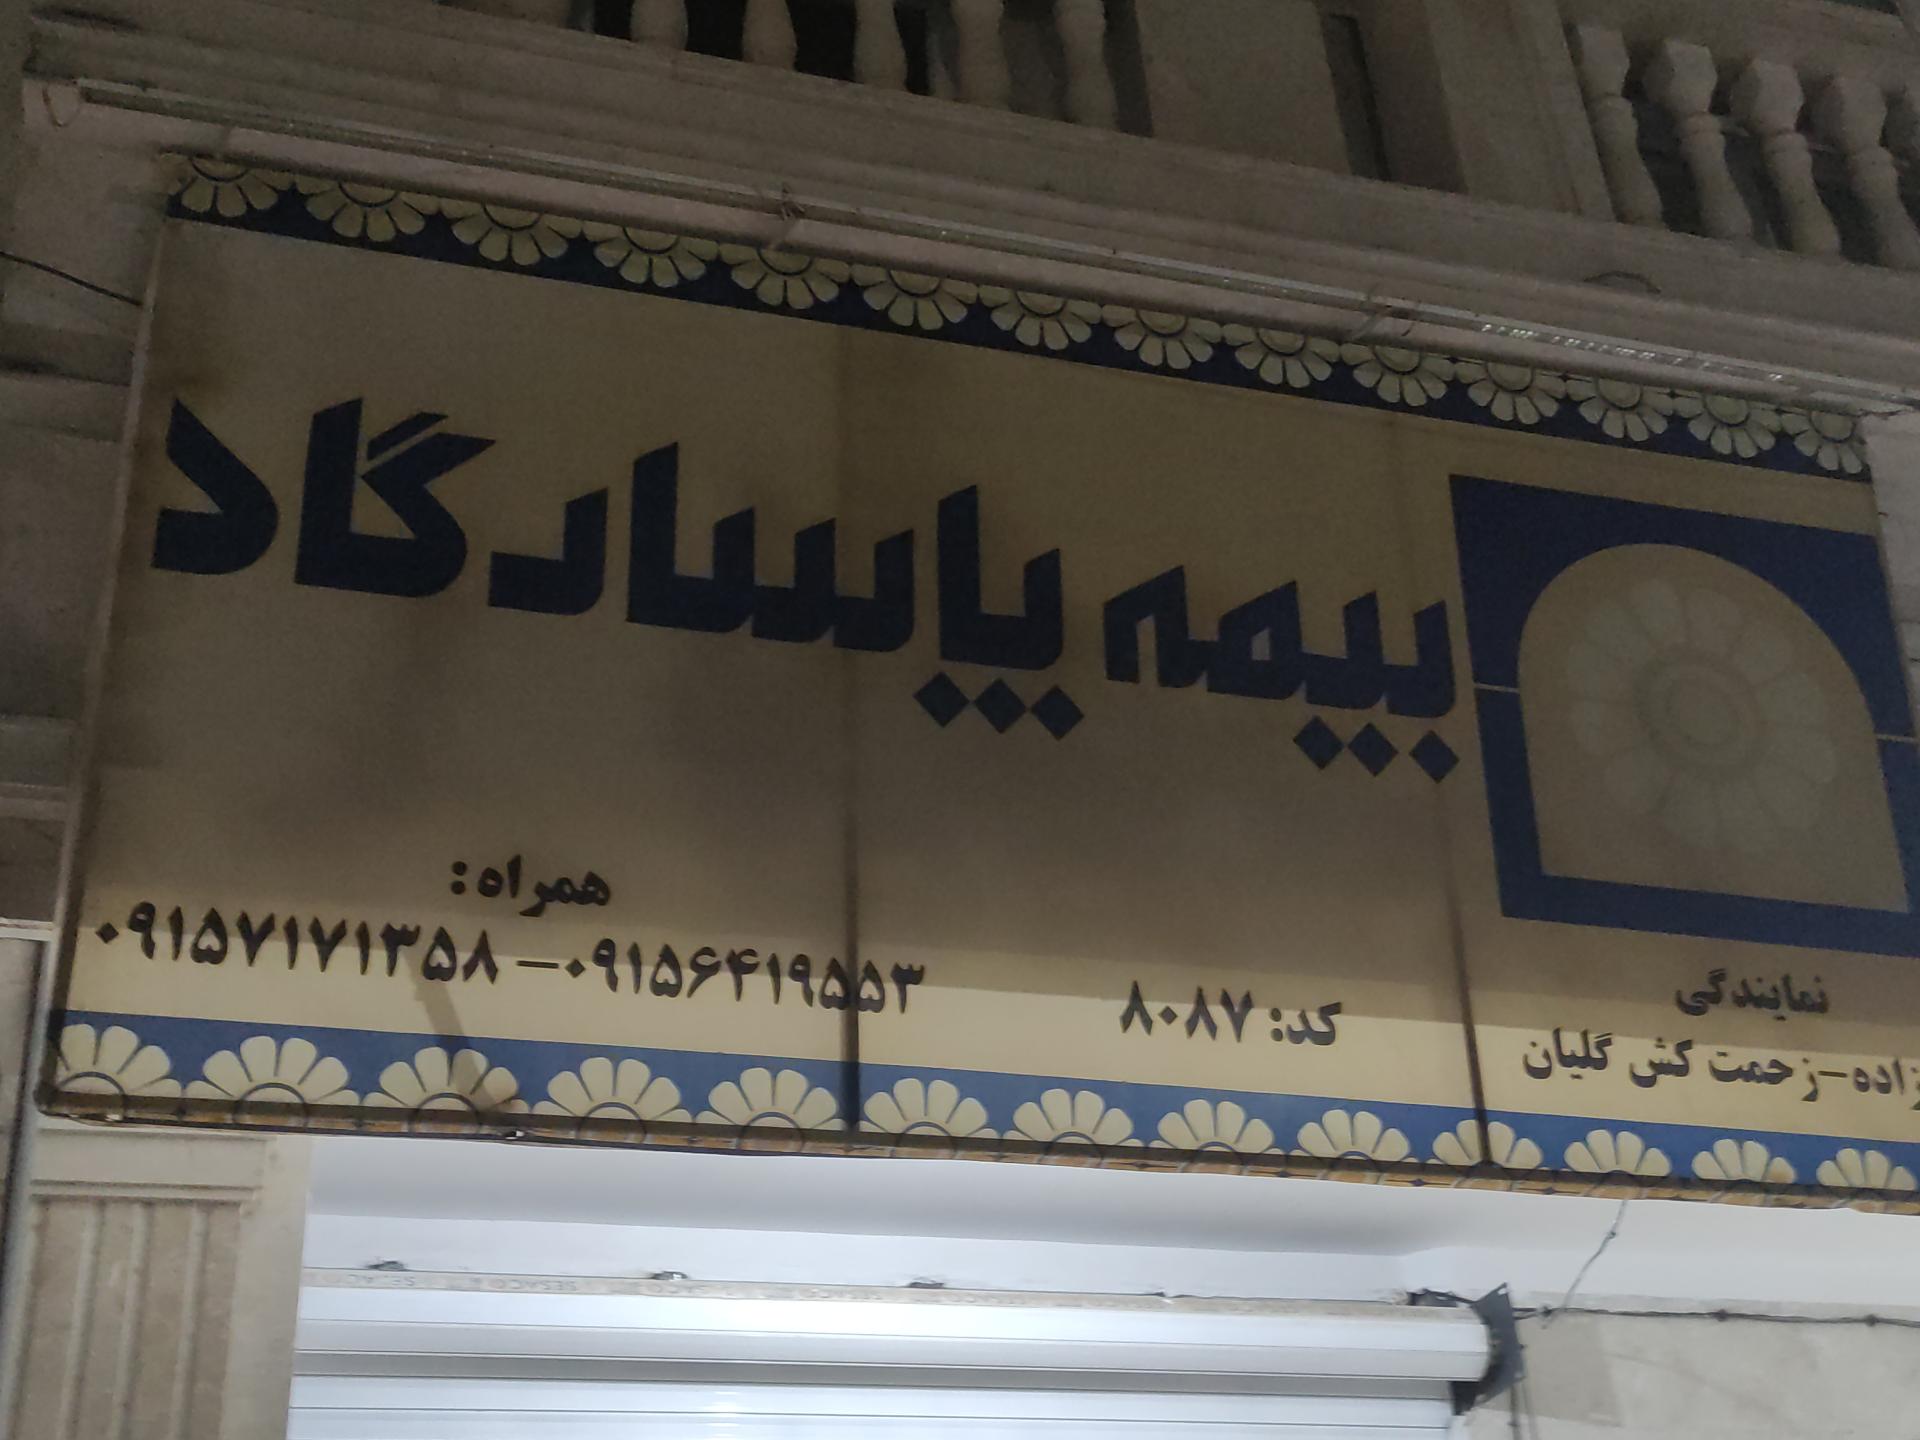 بیمه پاسارگاد
نمایندگی
زاده-زحمت کش گلیان
کد: ۸۰۸۷
همراه:
۰۹۱۵۷۱۷۱۳۵۸ - ۰۹۱۵۶۴۱۹۵۵۳